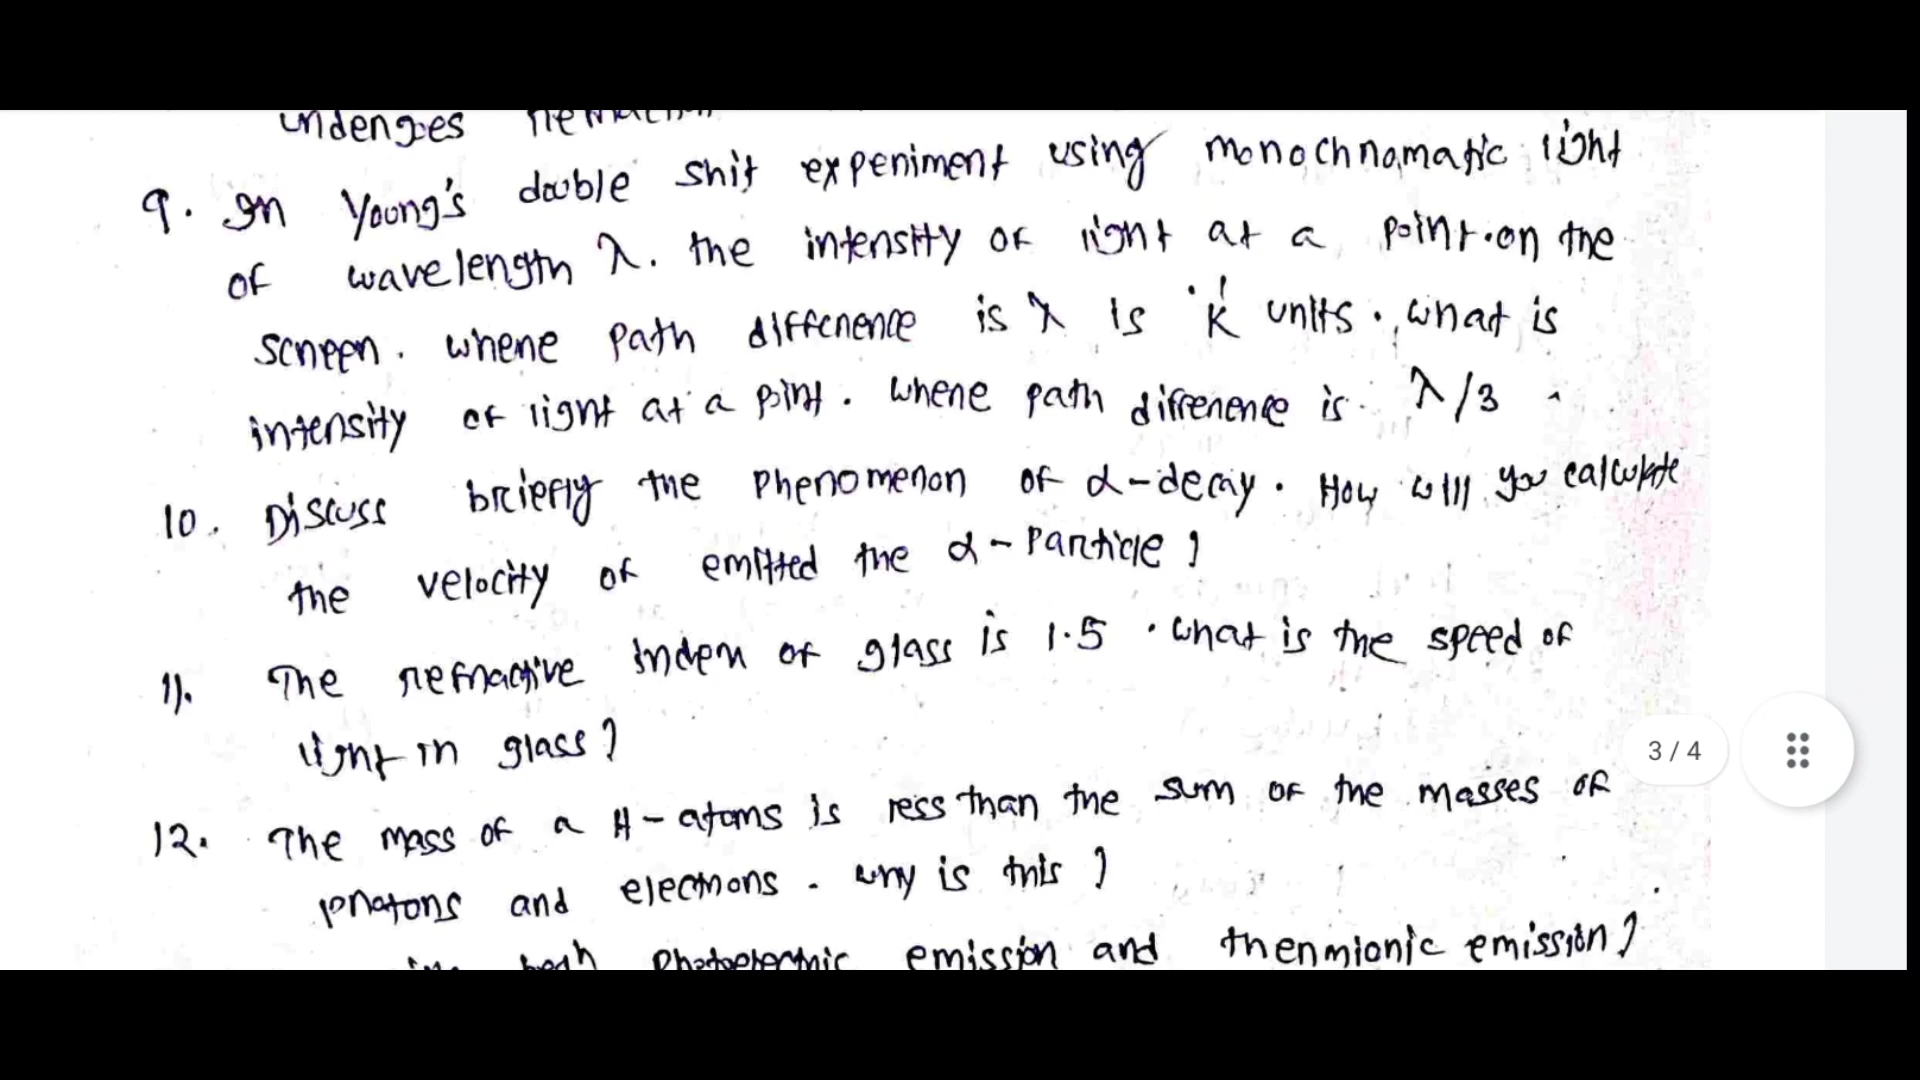 undergoes
9. In Young's double shit experiment using monochromatic light
of wavelength λ. the intensity of light at a point on the
screen. where path difference is λ is 'K' units. what is
intensity of light at a point. where path difference is λ/3.
10. Discuss briefly the phenomenon of α-decay. How will you calculate
the velocity of emitted the α-particle?
11. The refractive index of glass is 1.5. what is the speed of
light in glass?
12. The mass of a H-atoms is less than the sum of the masses of
protons and electrons. why is this?
both photoelectric emission and thermionic emission?
3 / 4